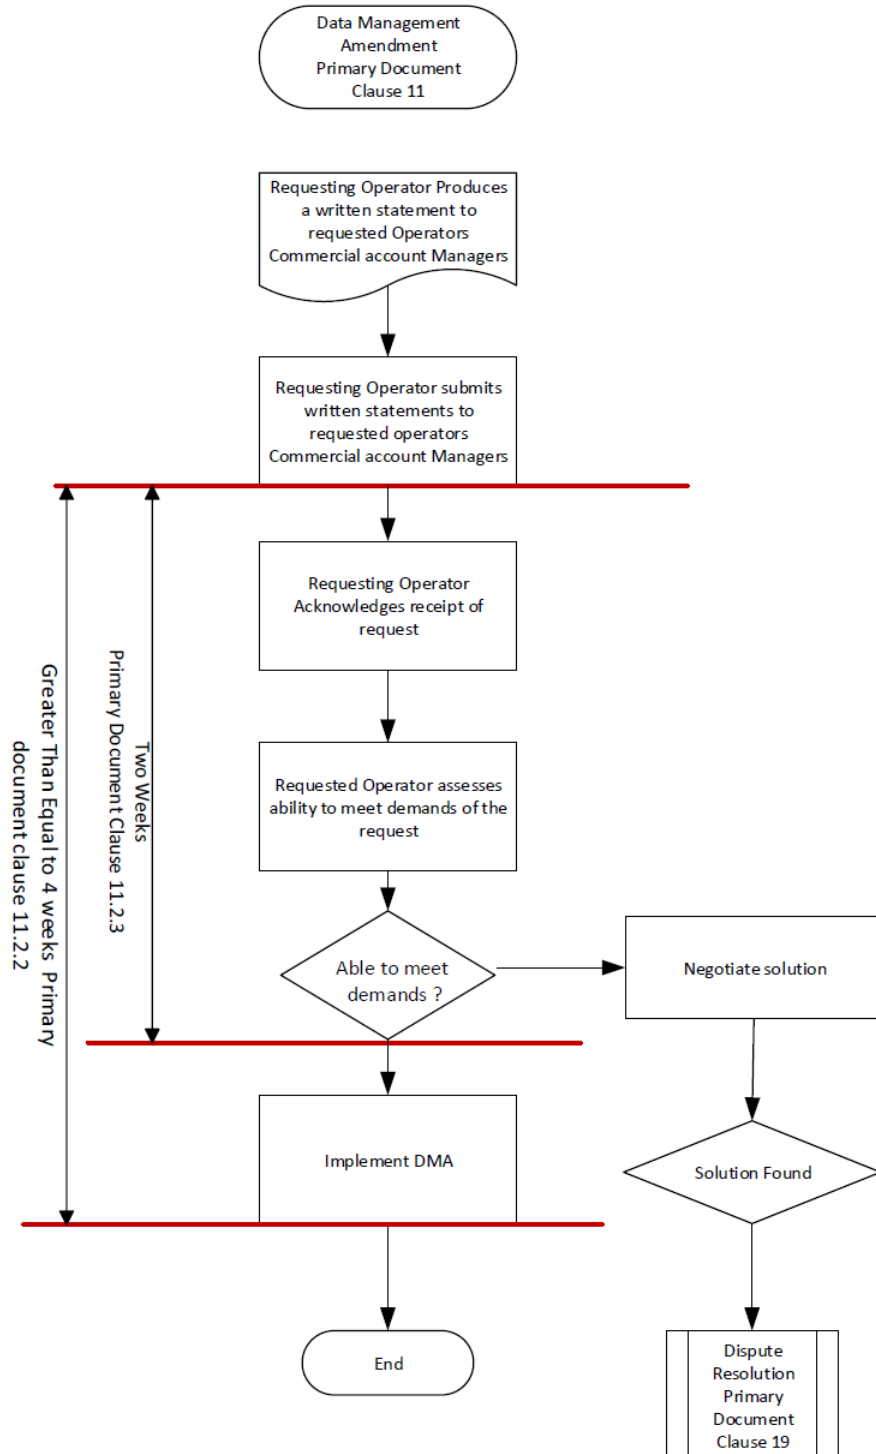 Data Management
Amendment
Primary Document
Clause 11
Requesting Operator Produces
a written statement to
requested Operators
Commercial account Managers
Requesting Operator submits
written statements to
requested operators
Commercial account Managers
Requesting Operator
Acknowledges receipt of
request
Two Weeks
Primary Document Clause 11.2.3
Greater Than Equal to 4 weeks Primary
document clause 11.2.2
Requested Operator assesses
ability to meet demands of the
request
Able to meet
demands ?
Negotiate solution
Implement DMA
Solution Found
End
Dispute
Resolution
Primary
Document
Clause 19